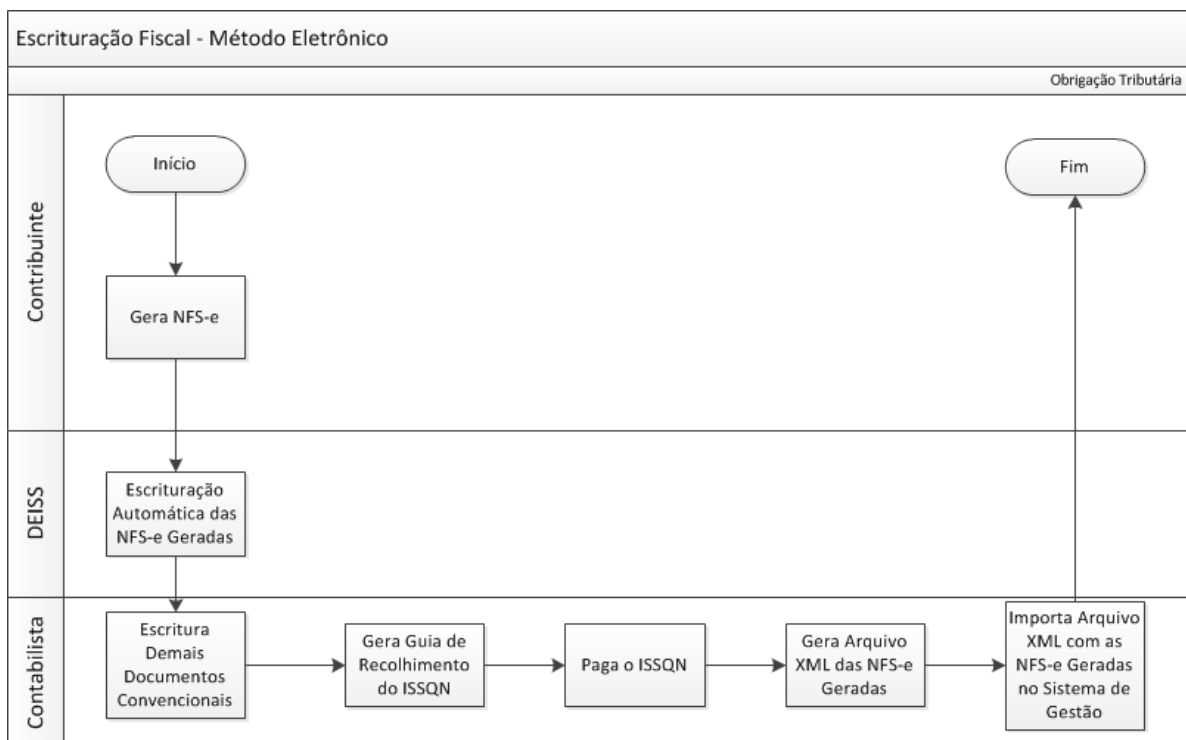 Escrituração Fiscal - Método Eletrônico
Obrigação Tributária
Contribuinte
Início
Fim
Gera NFS-e
DEISS
Escrituração
Automática das
NFS-e Geradas
Contabilista
Escritura
Demais
Documentos
Convencionais
Gera Guia de
Recolhimento
do ISSQN
Paga o ISSQN
Gera Arquivo
XML das NFS-e
Geradas
Importa Arquivo
XML com as
NFS-e Geradas
no Sistema de
Gestão